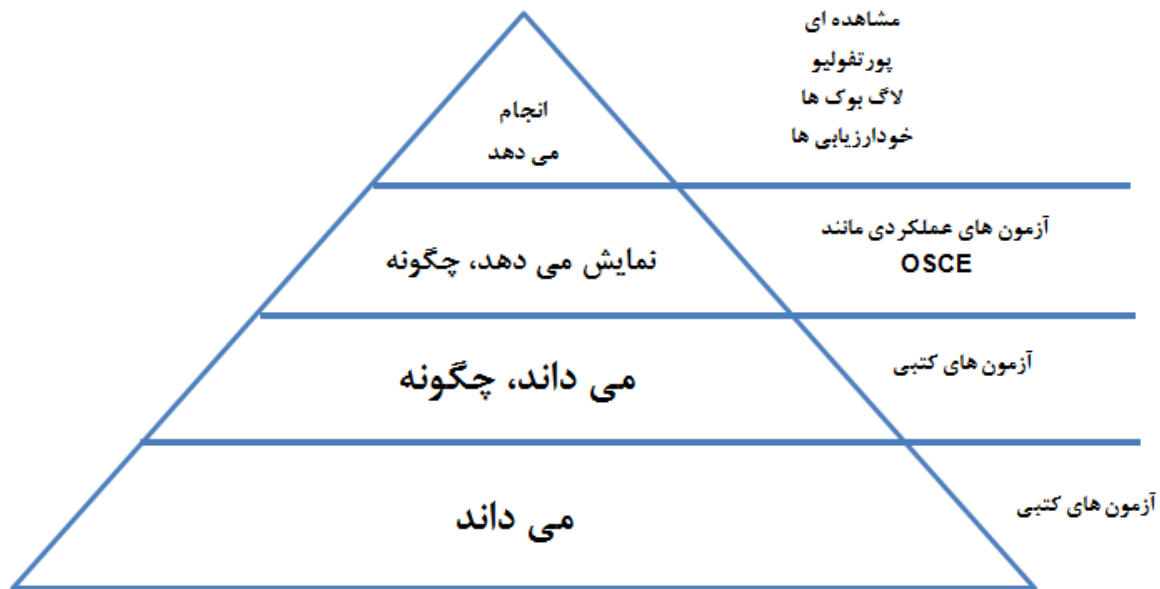 مشاهده ای
پورتفولیو
لاگ بوک ها
خودارزیابی ها
انجام
می دهد
آزمون های عملکردی مانند
OSCE
نمایش می دهد، چگونه
آزمون های کتبی
می داند، چگونه
آزمون های کتبی
می داند